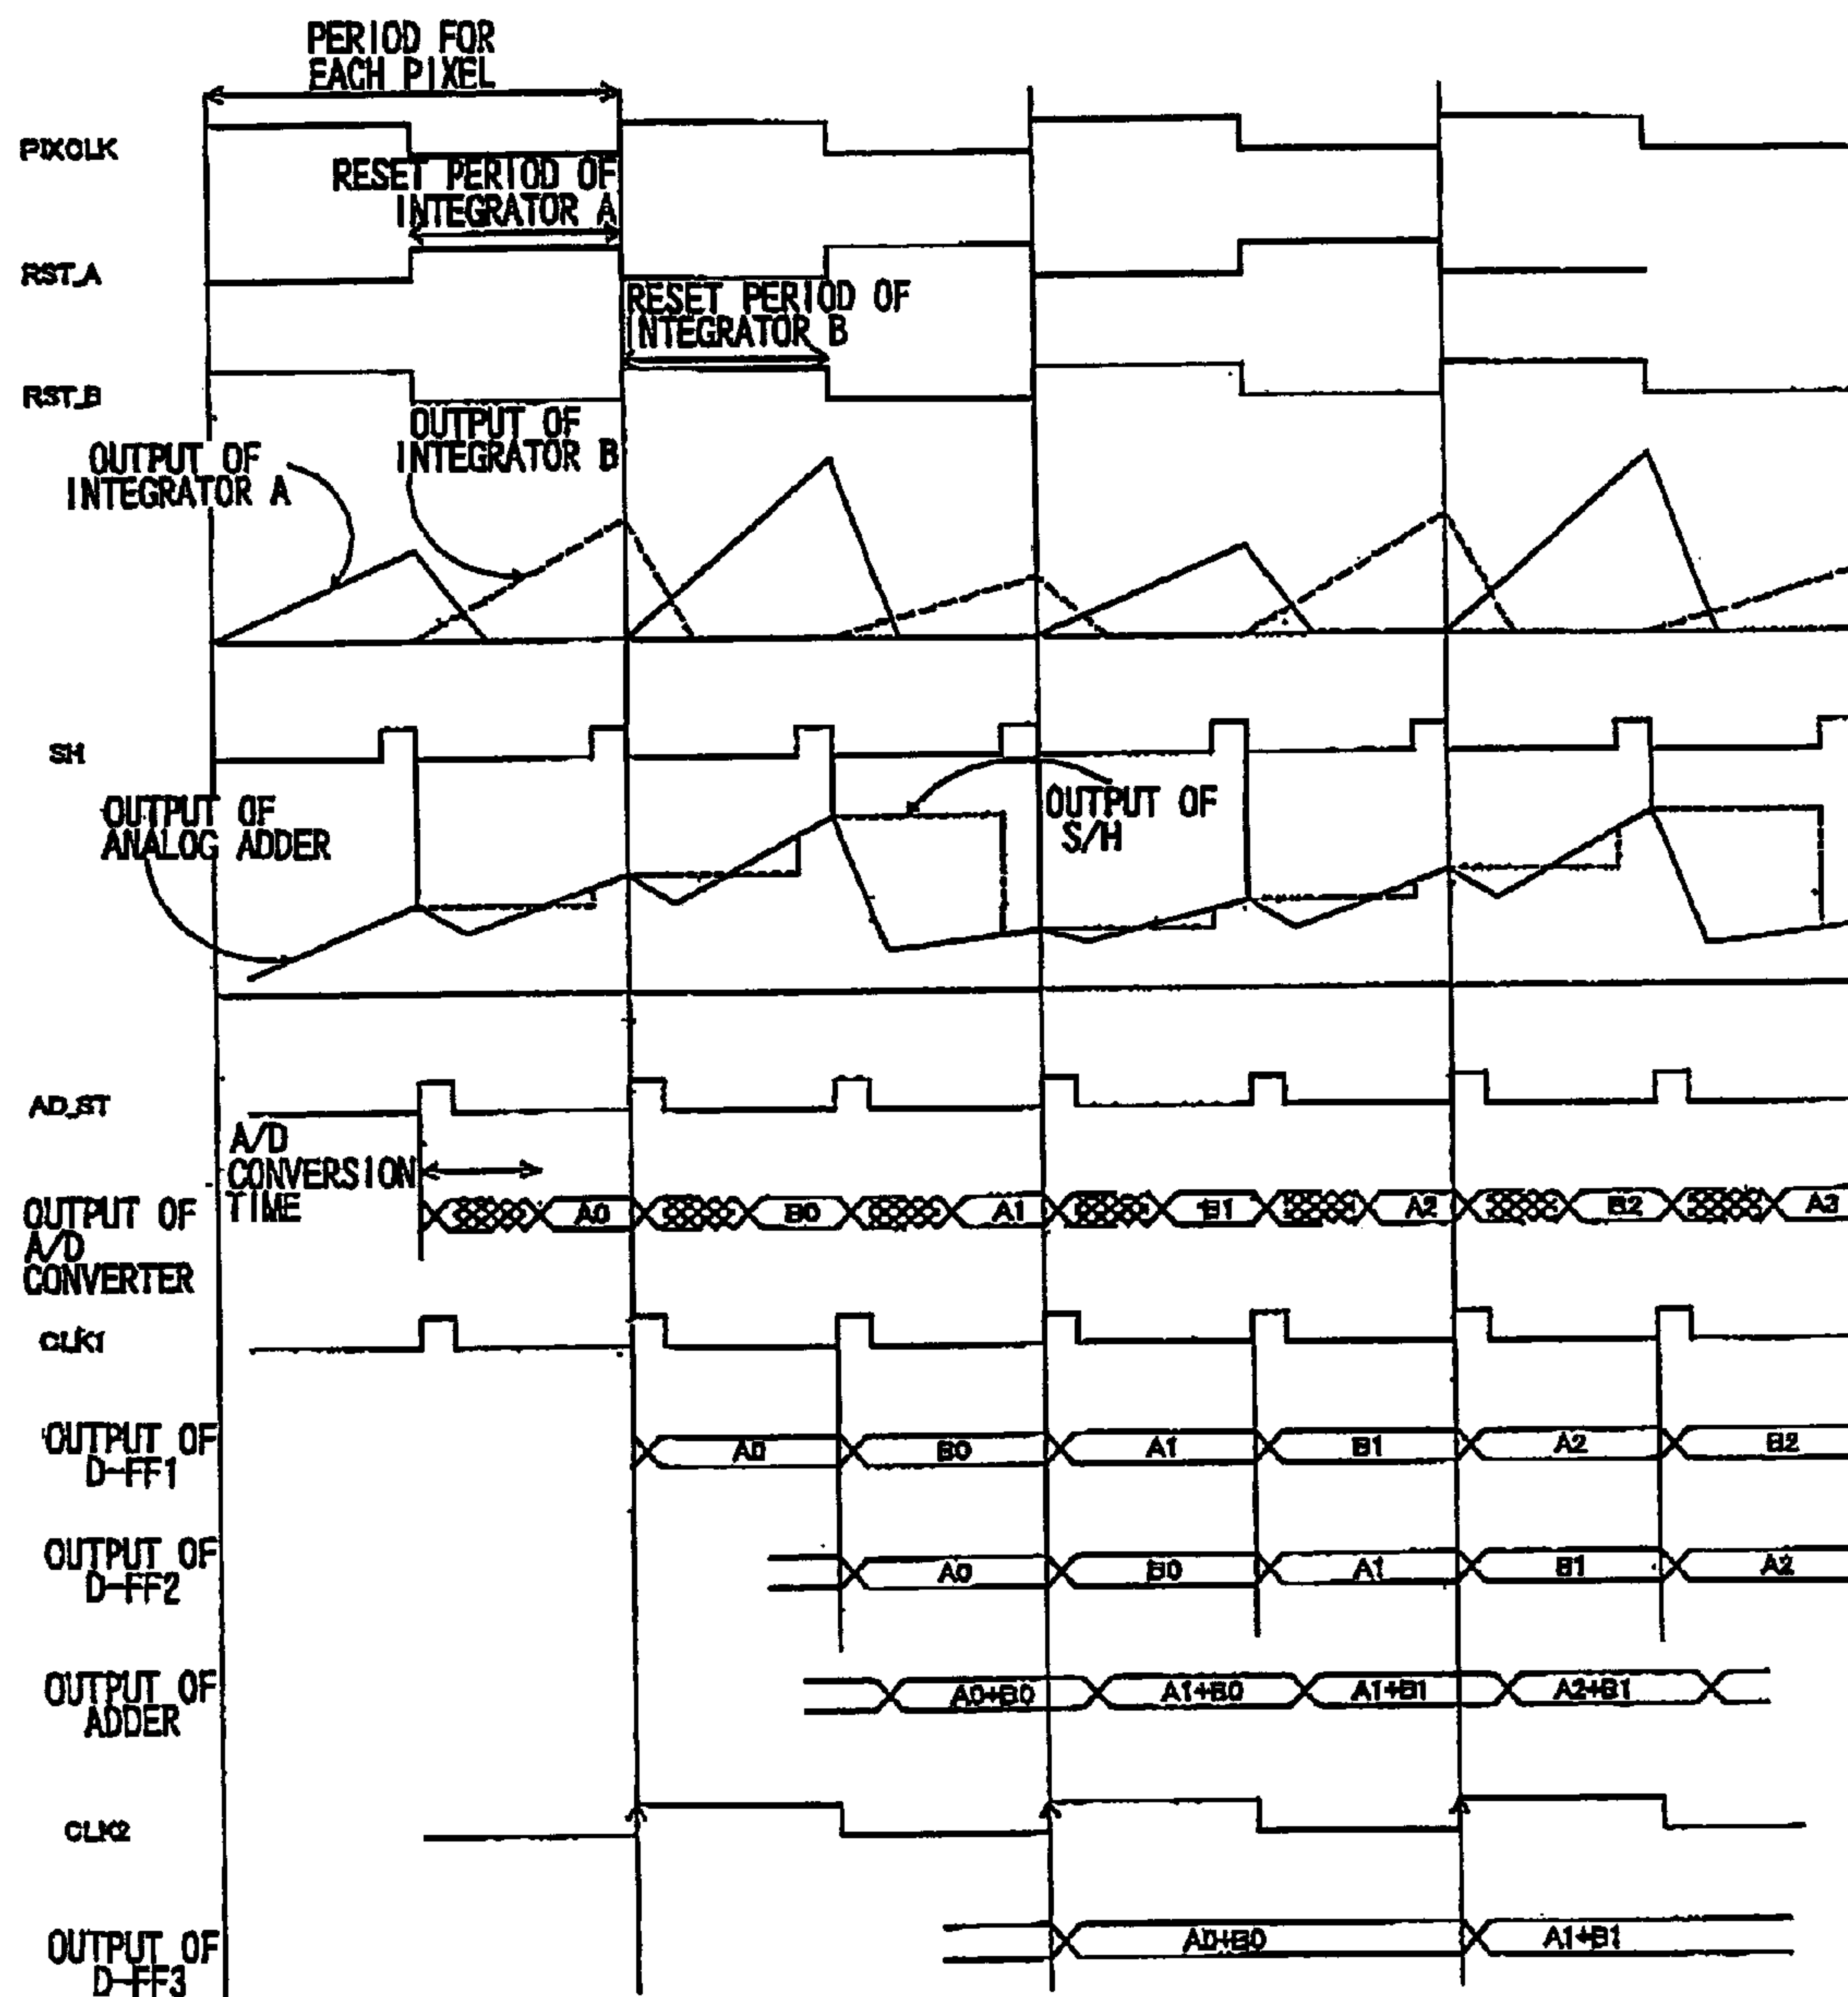 PERIOD FOR
EACH PIXEL
PIXCLK
RESET PERIOD OF
INTEGRATOR A
RST_A
RESET PERIOD OF
INTEGRATOR B
RST_B
OUTPUT OF
INTEGRATOR B
OUTPUT OF
INTEGRATOR A
SH
OUTPUT OF
ANALOG ADDER
OUTPUT OF
S/H
AD_ST
A/D
CONVERSION
TIME
OUTPUT OF
A/D
CONVERTER
A0 B0 A1 B1 A2 B2 A3
CLK1
OUTPUT OF
D-FF1
A0 B0 A1 B1 A2 B2
OUTPUT OF
D-FF2
A0 B0 A1 B1 A2
OUTPUT OF
ADDER
A0+B0 A1+B0 A1+B1 A2+B1
CLK2
OUTPUT OF
D-FF3
A0+B0 A1+B1